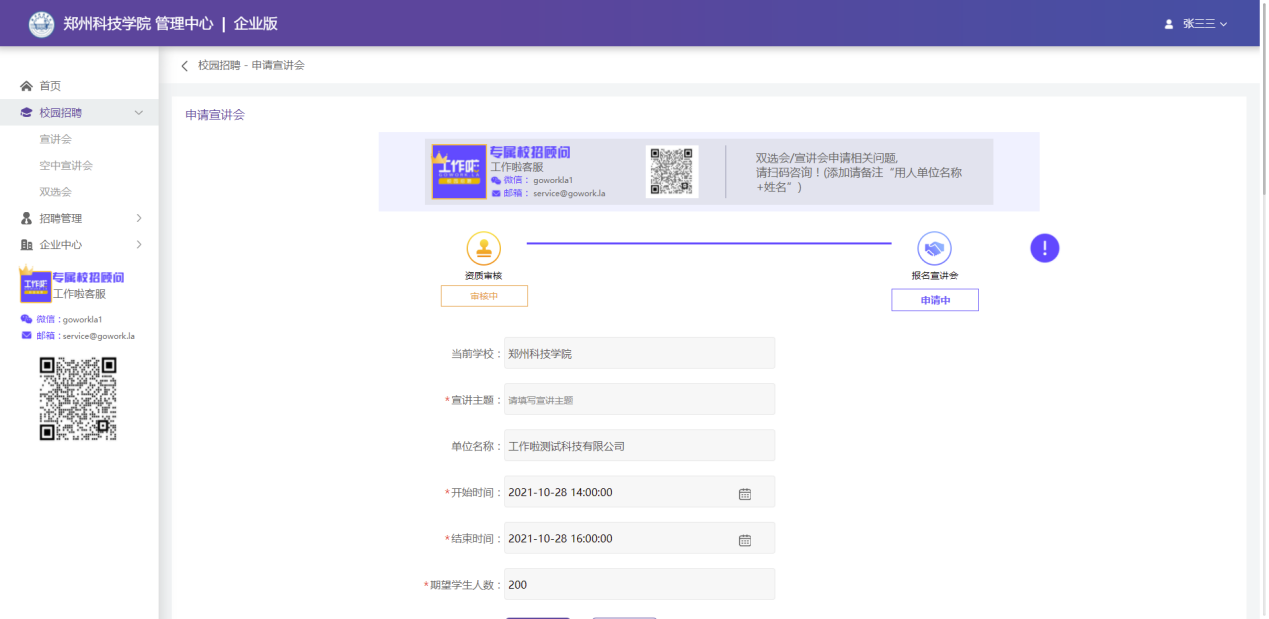 郑州科技学院 管理中心 | 企业版
张三三
首页
校园招聘
宣讲会
空中宣讲会
双选会
招聘管理
企业中心
工作啦
专属校招顾问
工作啦客服
微信：goworkla1
邮箱：service@gowork.la
校园招聘 - 申请宣讲会
申请宣讲会
工作啦
GOWORK.LA
专属校招顾问
工作啦客服
微信： goworkla1
邮箱： service@gowork.la
双选会/宣讲会申请相关问题,
请扫码咨询！(添加请备注“用人单位名称
+姓名”)
资质审核
审核中
报名宣讲会
申请中
!
当前学校： 郑州科技学院
*宣讲主题： 请填写宣讲主题
单位名称： 工作啦测试科技有限公司
*开始时间： 2021-10-28 14:00:00
*结束时间： 2021-10-28 16:00:00
*期望学生人数： 200